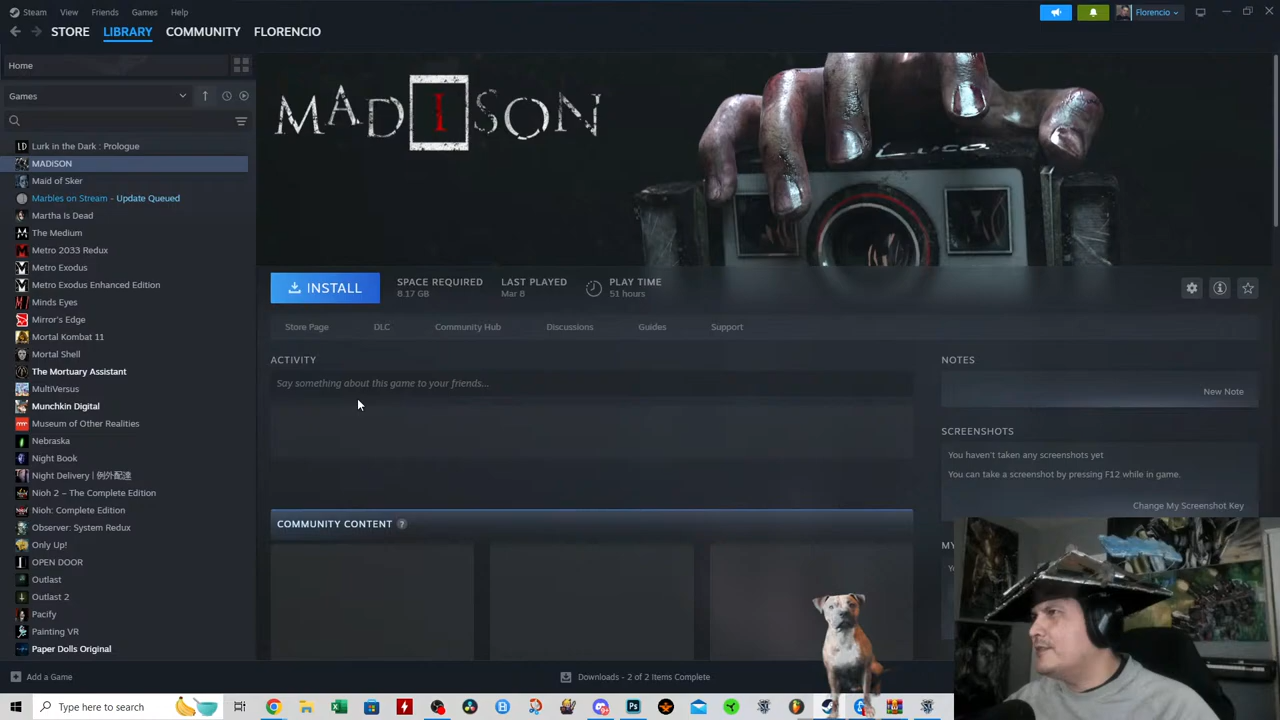 Steam View Friends Games Help
Florencio
STORE LIBRARY COMMUNITY FLORENCIO
Home
Games
LD Lurk in the Dark : Prologue
MADiSON
Maid of Sker
Marbles on Stream - Update Queued
Martha Is Dead
The Medium
Metro 2033 Redux
Metro Exodus
Metro Exodus Enhanced Edition
Minds Eyes
Mirror's Edge
Mortal Kombat 11
Mortal Shell
The Mortuary Assistant
MultiVersus
Munchkin Digital
Museum of Other Realities
Nebraska
Night Book
Night Delivery | 例外配達
Nioh 2 – The Complete Edition
Nioh: Complete Edition
Observer: System Redux
Only Up!
OPEN DOOR
Outlast
Outlast 2
Pacify
Painting VR
Paper Dolls Original
Add a Game
MADISON
Luca
INSTALL
SPACE REQUIRED
8.17 GB
LAST PLAYED
Mar 8
PLAY TIME
51 hours
Store Page DLC Community Hub Discussions Guides Support
ACTIVITY
Say something about this game to your friends...
COMMUNITY CONTENT ?
NOTES
New Note
SCREENSHOTS
You haven't taken any screenshots yet
You can take a screenshot by pressing F12 while in game.
Change My Screenshot Key
Downloads - 2 of 2 Items Complete
Type here to search